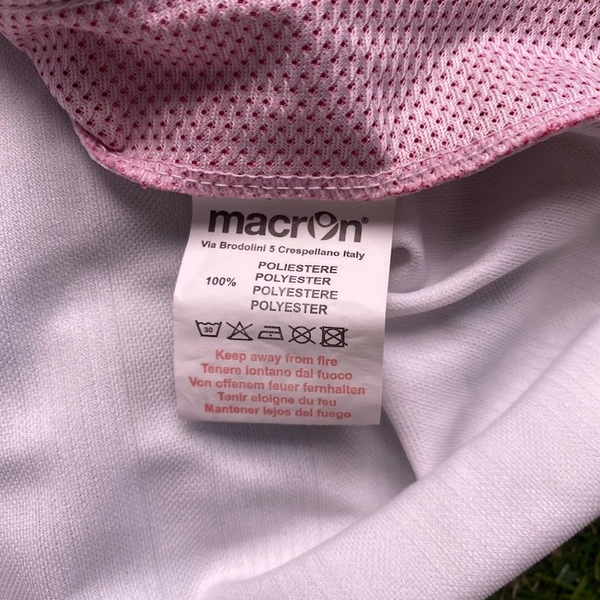 macron®
Via Brodolini 5 Crespellano Italy
100%
POLIESTERE
POLYESTER
POLYESTERE
POLYESTER
30
Keep away from fire
Tenere lontano dal fuoco
Von offenem feuer fernhalten
Tenir eloigne du feu
Mantener lejos del fuego